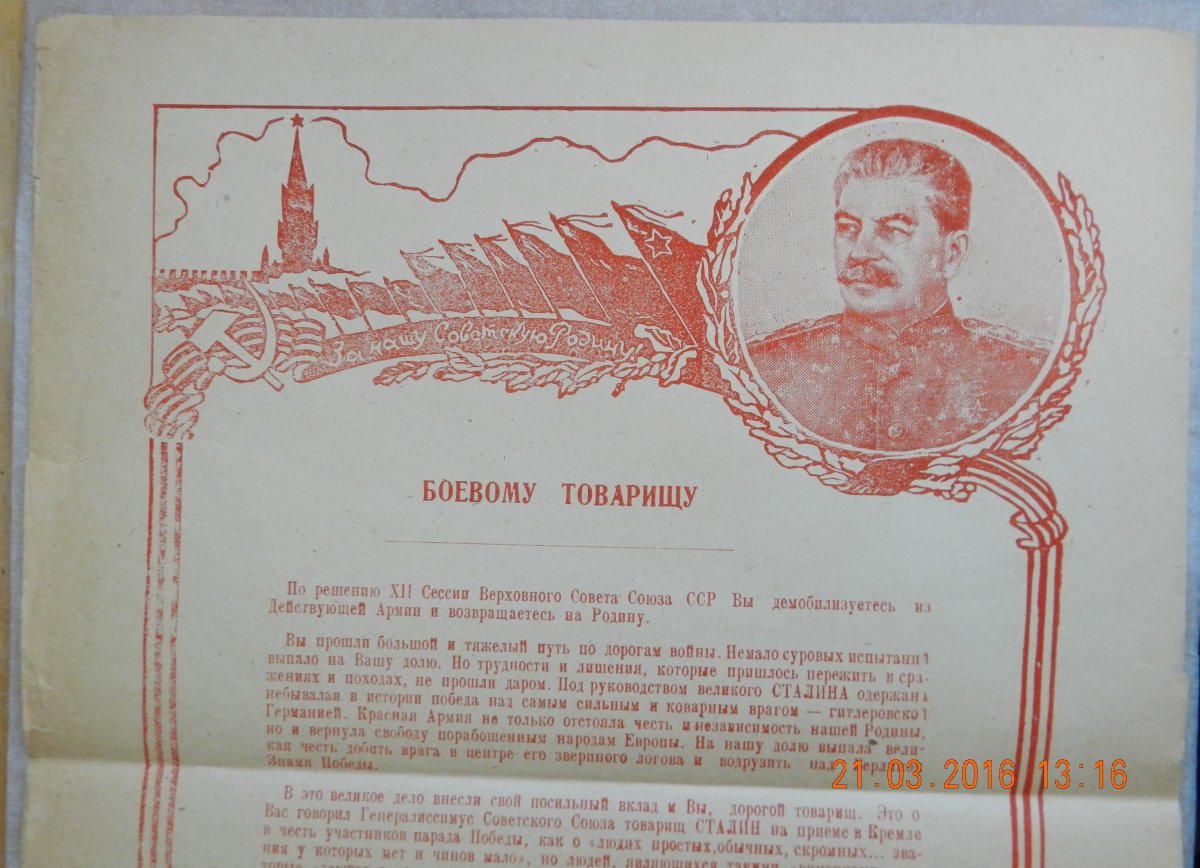 За нашу Советскую Родину!
БОЕВОМУ ТОВАРИЩУ
По решению XII Сессии Верховного Совета Союза ССР Вы демобилизуетесь из
Действующей Армии и возвращаетесь на Родину.
Вы прошли большой и тяжелый путь по дорогам войны. Немало суровых испытаний
выпало на Вашу долю. Но трудности и лишения, которые пришлось пережить в сра-
жениях и походах, не прошли даром. Под руководством великого СТАЛИНА одержана
небывалая в истории победа над самым сильным и коварным врагом — гитлеровской
Германией. Красная Армия не только отстояла честь и независимость нашей Родины,
но и вернула свободу порабощенным народам Европы. На нашу долю выпала вели-
кая честь добить врага в центре его звериного логова и водрузить над
Знамя Победы.
21.03.2016 13:16
В это великое дело внесли свой посильный вклад и Вы, дорогой товарищ. Это о
Вас говорил Генералиссимус Советского Союза товарищ СТАЛИН на приеме в Кремле
в честь участников парада Победы, как о «людях простых,обычных, скромных... зва-
ния у которых нет и чинов мало», но людей, являющихся такими